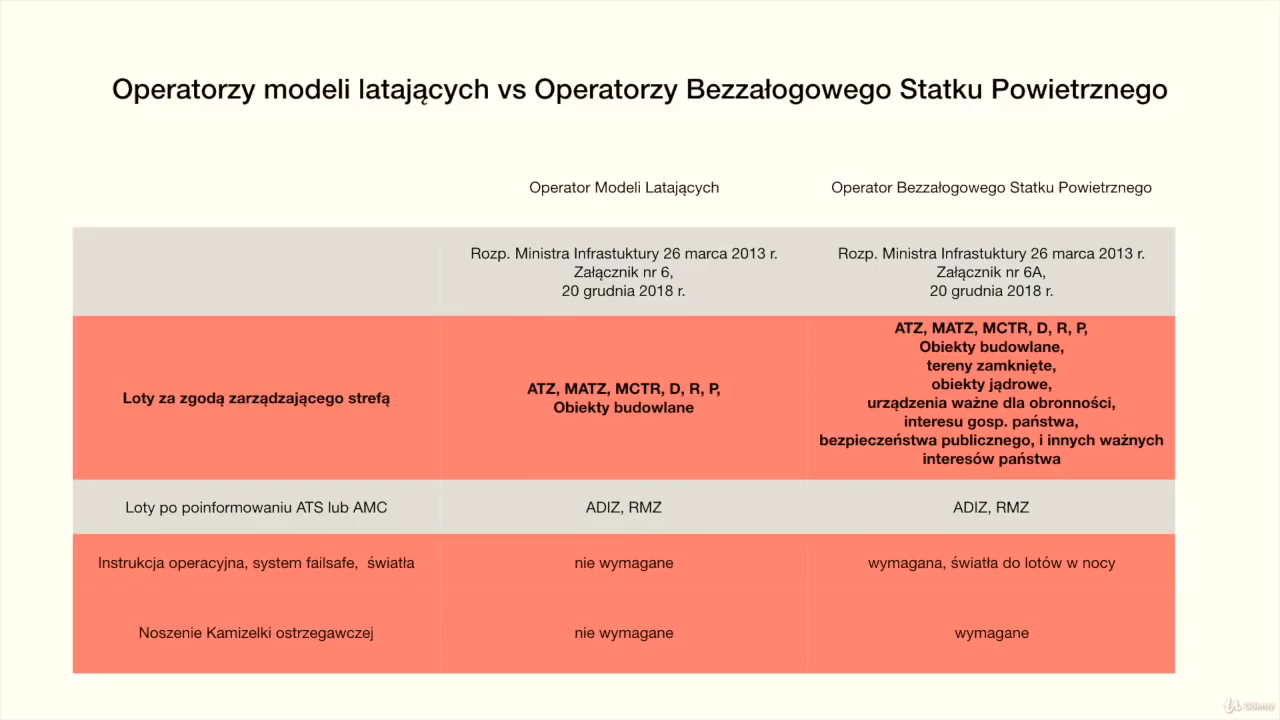 Operatorzy modeli latających vs Operatorzy Bezzałogowego Statku Powietrznego
Operator Modeli Latających
Operator Bezzałogowego Statku Powietrznego
Rozp. Ministra Infrastuktury 26 marca 2013 r.
Załącznik nr 6,
20 grudnia 2018 r.
Rozp. Ministra Infrastuktury 26 marca 2013 r.
Załącznik nr 6A,
20 grudnia 2018 r.
Loty za zgodą zarządzającego strefą
ATZ, MATZ, MCTR, D, R, P,
Obiekty budowlane
ATZ, MATZ, MCTR, D, R, P,
Obiekty budowlane,
tereny zamknięte,
obiekty jądrowe,
urządzenia ważne dla obronności,
interesu gosp. państwa,
bezpieczeństwa publicznego, i innych ważnych
interesów państwa
Loty po poinformowaniu ATS lub AMC
ADIZ, RMZ
ADIZ, RMZ
Instrukcja operacyjna, system failsafe, światła
nie wymagane
wymagana, światła do lotów w nocy
Noszenie Kamizelki ostrzegawczej
nie wymagane
wymagane
Udemy